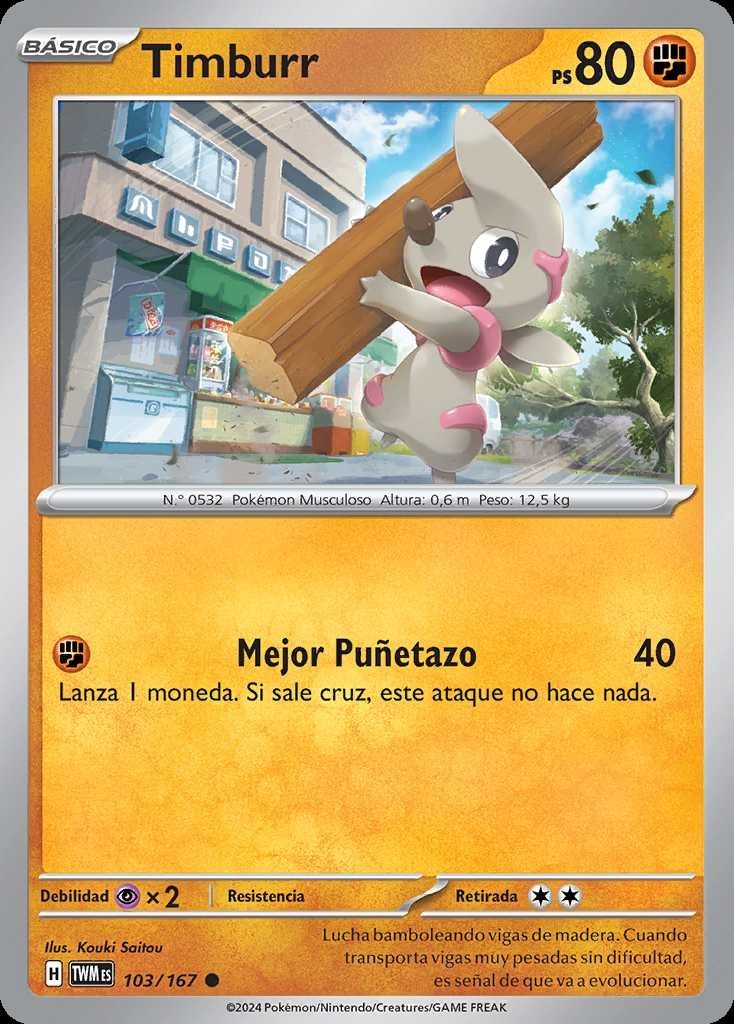 BÁSICO
Timburr
PS 80
N.º 0532 Pokémon Musculoso Altura: 0,6 m Peso: 12,5 kg
Mejor Puñetazo 40
Lanza 1 moneda. Si sale cruz, este ataque no hace nada.
Debilidad ×2 Resistencia Retirada
Ilus. Kouki Saitou
Lucha bamboleando vigas de madera. Cuando
transporta vigas muy pesadas sin dificultad,
es señal de que va a evolucionar.
H TWM ES 103/167
©2024 Pokémon/Nintendo/Creatures/GAME FREAK